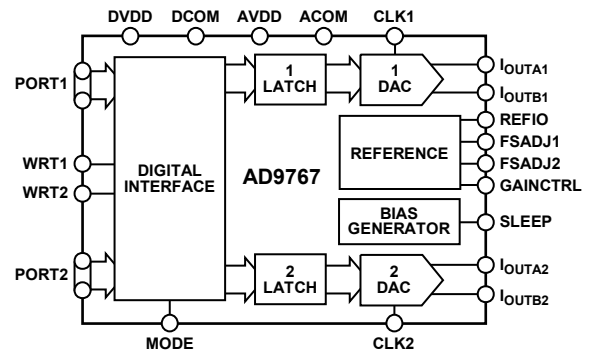 DVDD DCOM AVDD ACOM CLK1
PORT1
1
LATCH
1
DAC
IOUTA1
IOUTB1
REFIO
FSADJ1
FSADJ2
GAINCTRL
REFERENCE
WRT1
WRT2
DIGITAL
INTERFACE
AD9767
BIAS
GENERATOR
SLEEP
PORT2
2
LATCH
2
DAC
IOUTA2
IOUTB2
MODE
CLK2